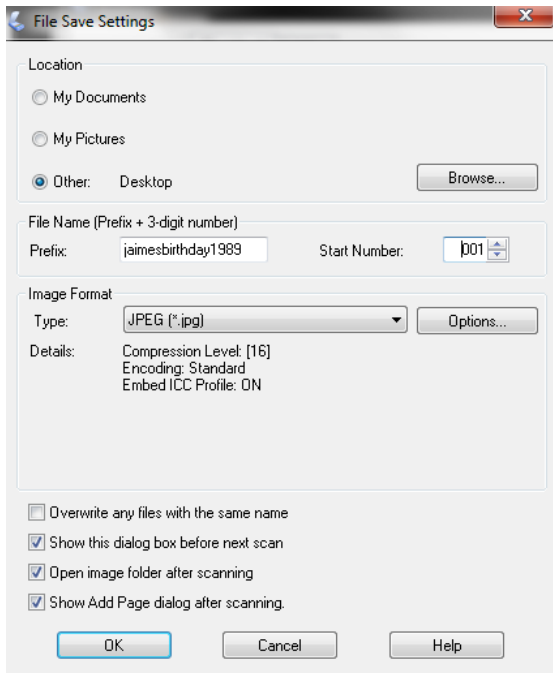 File Save Settings
Location
My Documents
My Pictures
Other: Desktop Browse...
File Name (Prefix + 3-digit number)
Prefix: jaimesbirthday1989 Start Number: 001
Image Format
Type: JPEG (*.jpg) Options...
Details: Compression Level: [16]
Encoding: Standard
Embed ICC Profile: ON
Overwrite any files with the same name
Show this dialog box before next scan
Open image folder after scanning
Show Add Page dialog after scanning.
OK Cancel Help